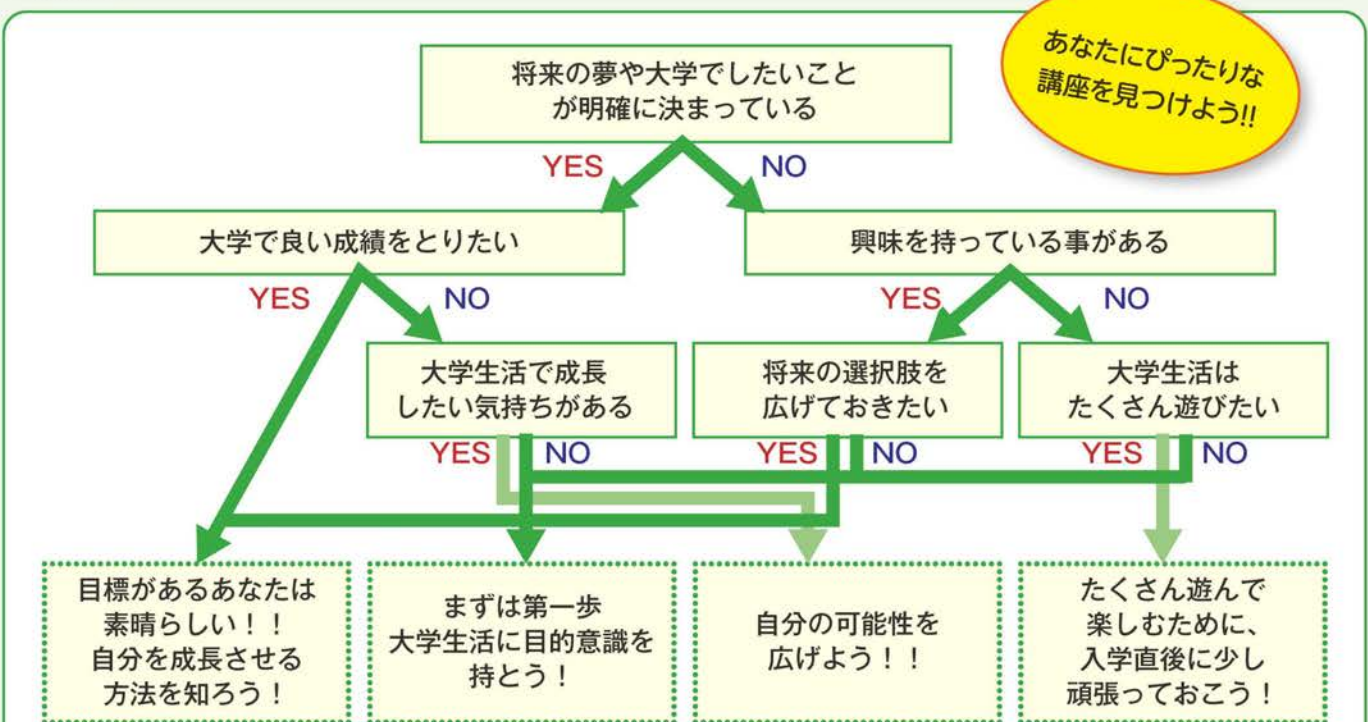 あなたにぴったりな
講座を見つけよう!!
将来の夢や大学でしたいこと
が明確に決まっている
YES
NO
大学で良い成績をとりたい
興味を持っている事がある
YES
NO
YES
NO
大学生活で成長
したい気持ちがある
将来の選択肢を
広げておきたい
大学生活は
たくさん遊びたい
YES
NO
YES
NO
YES
NO
目標があるあなたは
素晴らしい！！
自分を成長させる
方法を知ろう！
まずは第一歩
大学生活に目的意識を
持とう！
自分の可能性を
広げよう！！
たくさん遊んで
楽しむために、
入学直後に少し
頑張っておこう！